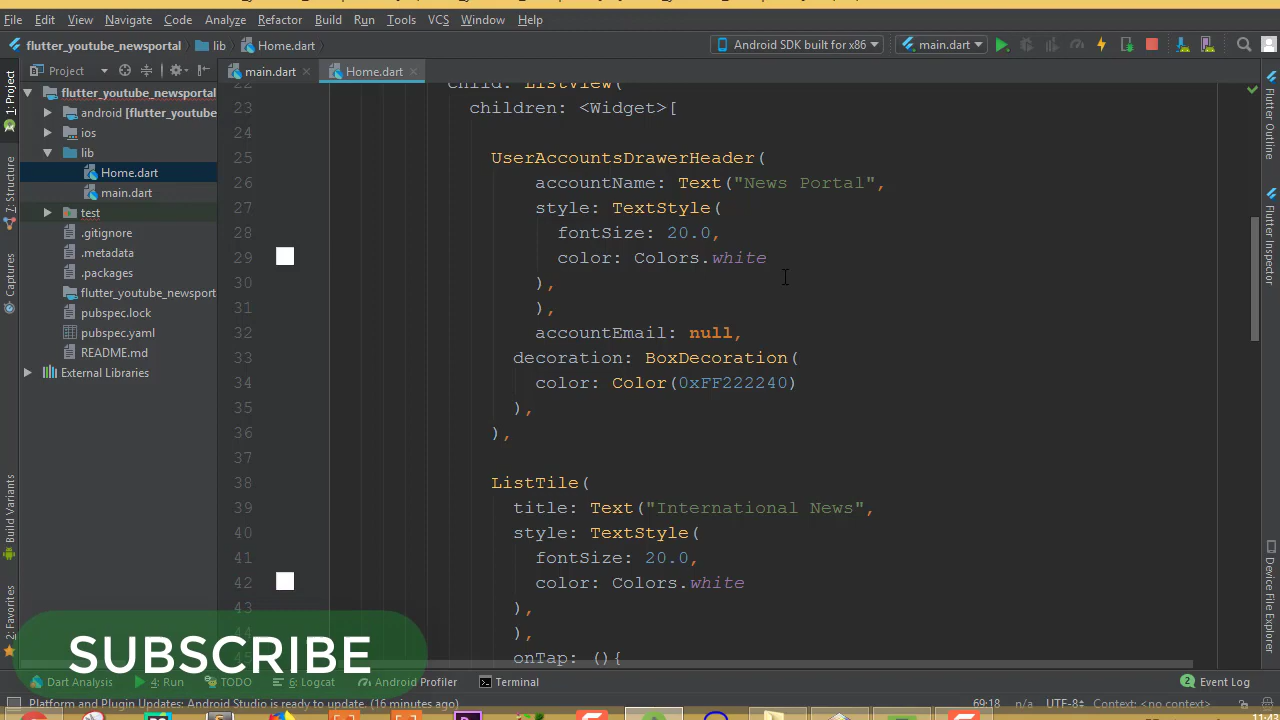 File Edit View Navigate Code Analyze Refactor Build Run Tools VCS Window Help
flutter_youtube_newsportal lib Home.dart Android SDK built for x86 main.dart
1: Project Project main.dart Home.dart
flutter_youtube_newsportal
android [flutter_youtube
ios
lib
Home.dart
main.dart
test
.gitignore
.metadata
.packages
flutter_youtube_newsport
pubspec.lock
pubspec.yaml
README.md
External Libraries
7: Structure
Captures
Build Variants
2: Favorites
22 child: ListView(
23 children: <Widget>[
24
25 UserAccountsDrawerHeader(
26 accountName: Text("News Portal",
27 style: TextStyle(
28 fontSize: 20.0,
29 color: Colors.white
30 ),
31 ),
32 accountEmail: null,
33 decoration: BoxDecoration(
34 color: Color(0xFF222240)
35 ),
36 ),
37
38 ListTile(
39 title: Text("International News",
40 style: TextStyle(
41 fontSize: 20.0,
42 color: Colors.white
43 ),
44 ),
45 onTap: (){
Flutter Outline
Flutter Inspector
Device File Explorer
SUBSCRIBE
Dart Analysis 4: Run TODO 6: Logcat Android Profiler Terminal 2 Event Log
Platform and Plugin Updates: Android Studio is ready to update. (16 minutes ago) 69:18 n/a UTF-8 Context: <no context>